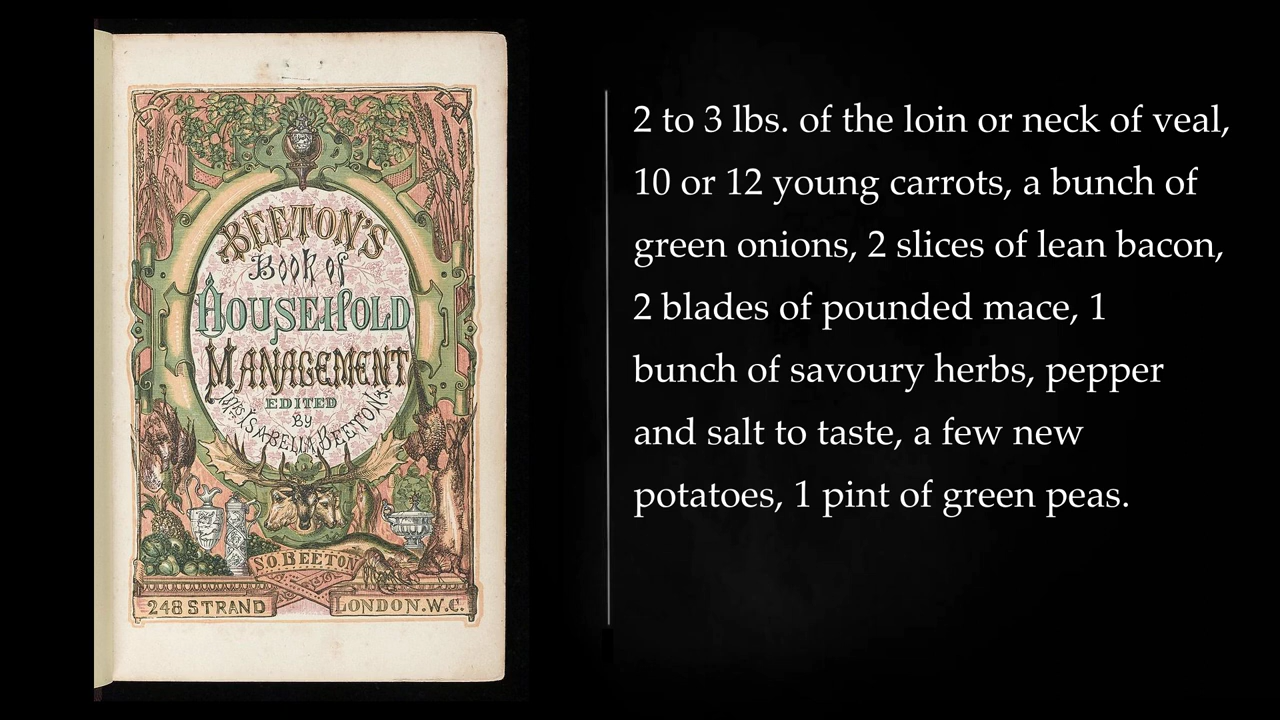 BEETON'S
Book of
HOUSEHOLD
MANAGEMENT
EDITED
By
MRS ISABELLA BEETON.
S.O. BEETON
248 STRAND
LONDON. W.C.
2 to 3 lbs. of the loin or neck of veal,
10 or 12 young carrots, a bunch of
green onions, 2 slices of lean bacon,
2 blades of pounded mace, 1
bunch of savoury herbs, pepper
and salt to taste, a few new
potatoes, 1 pint of green peas.